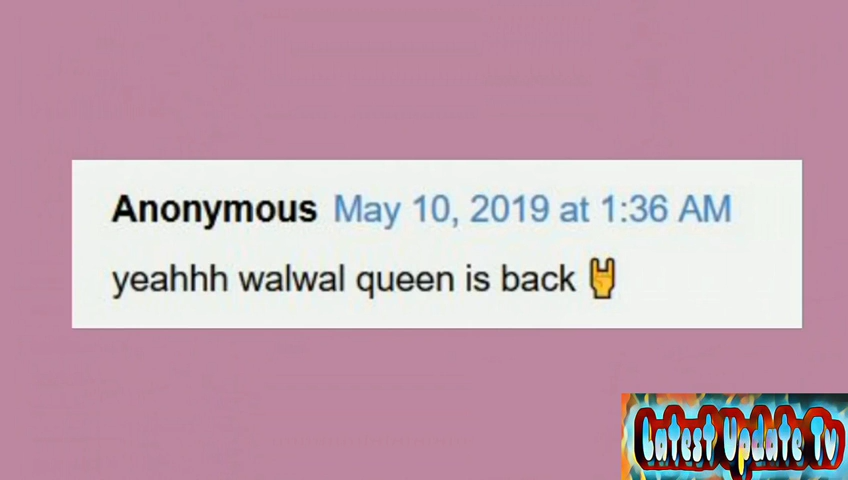 Anonymous May 10, 2019 at 1:36 AM
yeahhh walwal queen is back 🤘
Latest Update Tv